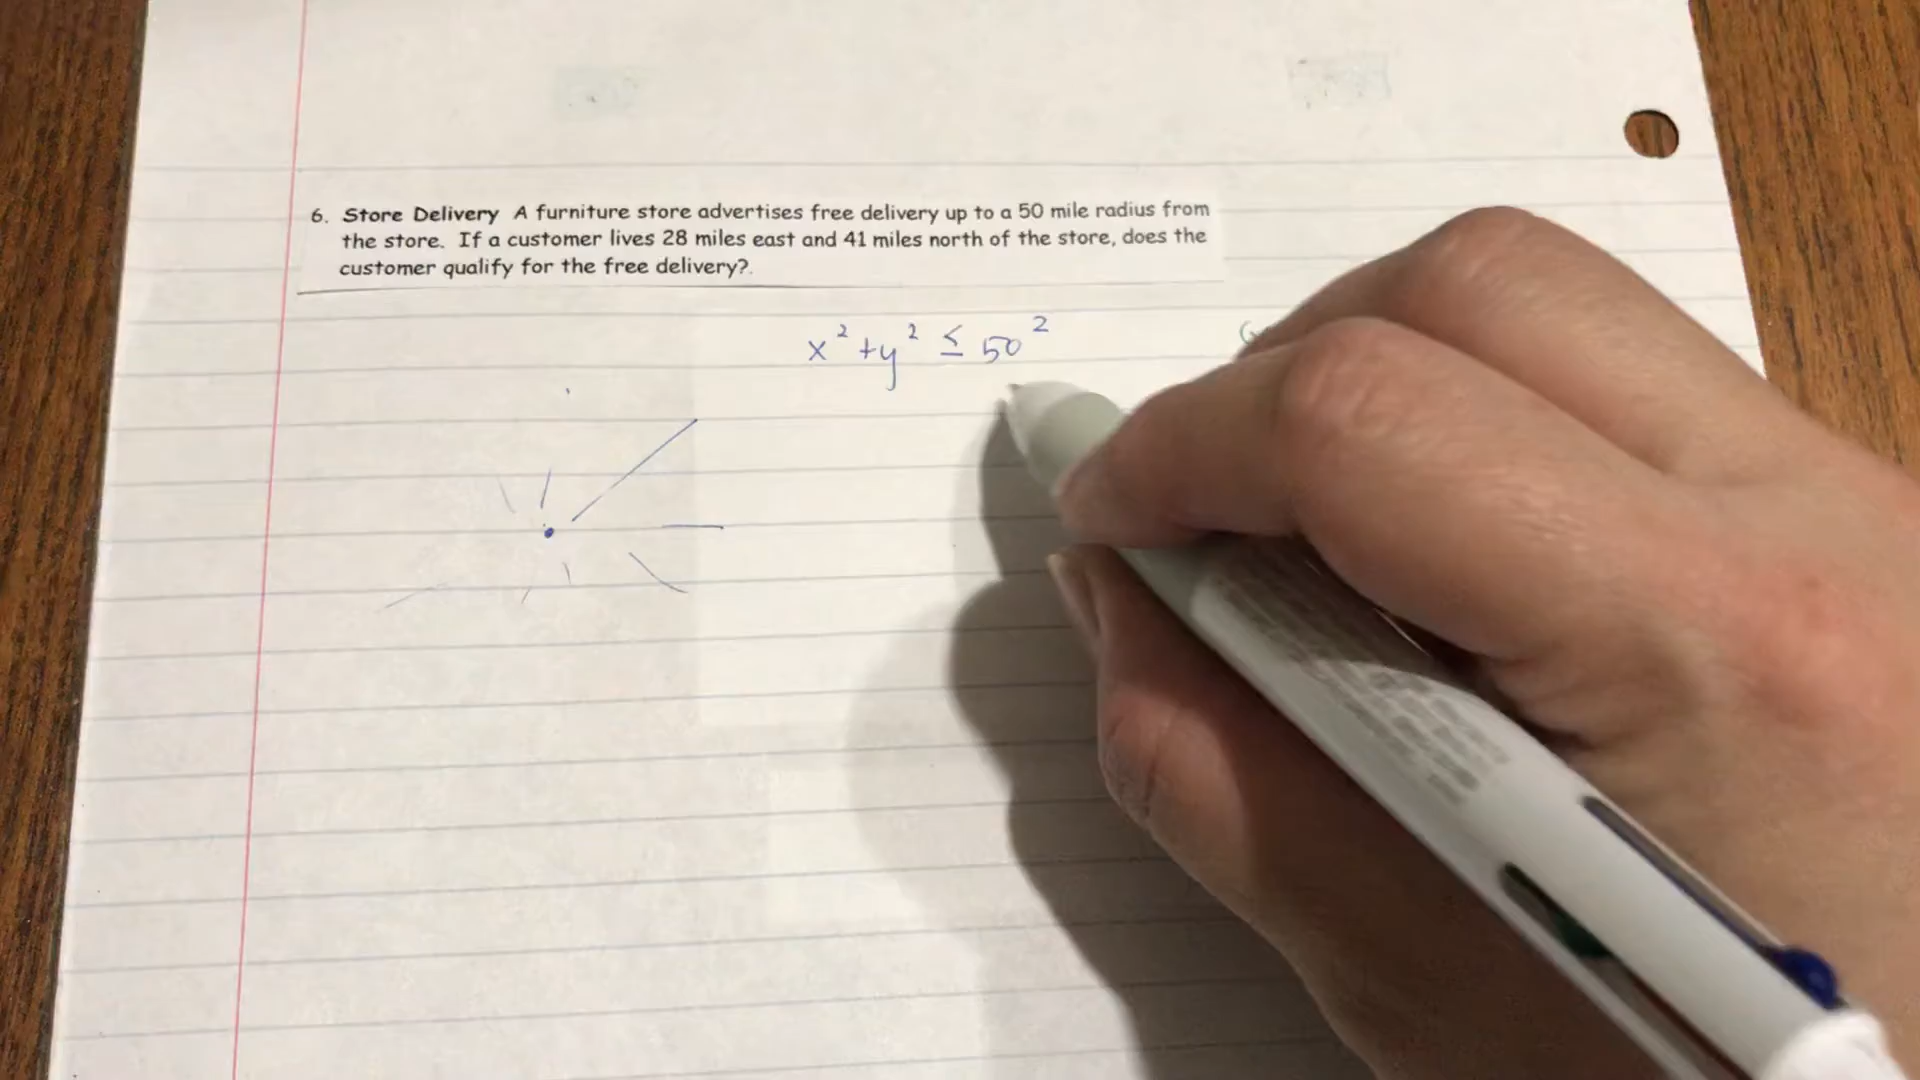 6. Store Delivery A furniture store advertises free delivery up to a 50 mile radius from
the store. If a customer lives 28 miles east and 41 miles north of the store, does the
customer qualify for the free delivery?.
x² + y² ≤ 50²